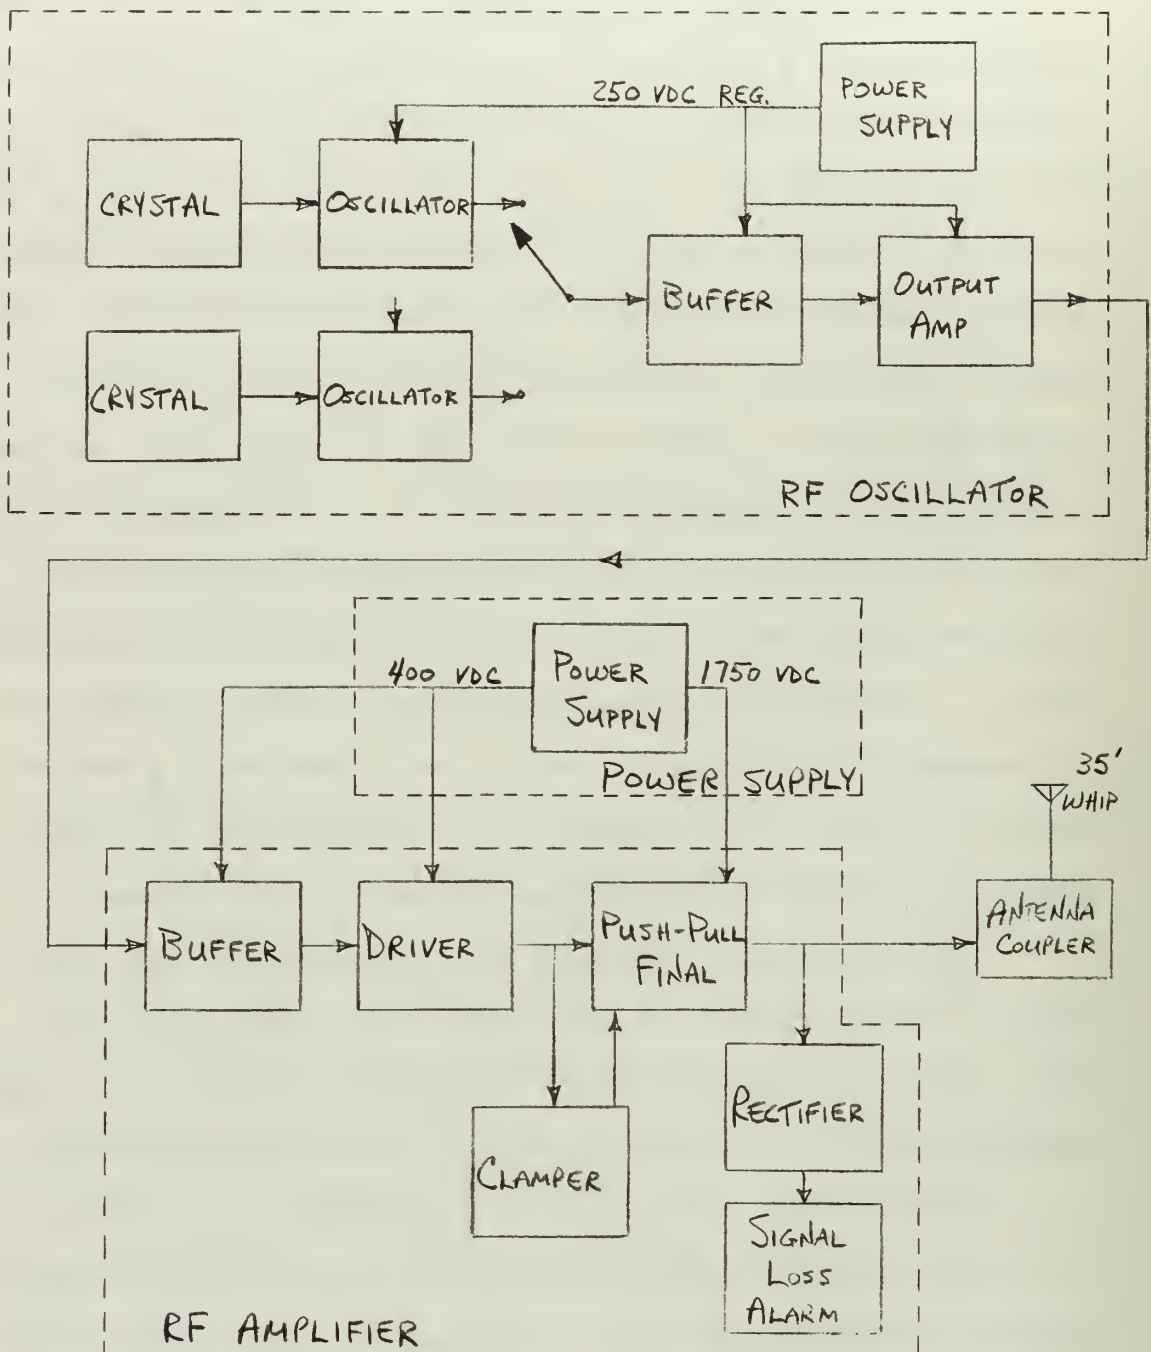 250 VDC REG.
POWER
SUPPLY
CRYSTAL
OSCILLATOR
BUFFER
OUTPUT
AMP
CRYSTAL
OSCILLATOR
RF OSCILLATOR
400 VDC
POWER
SUPPLY
1750 VDC
POWER SUPPLY
35'
WHIP
BUFFER
DRIVER
PUSH-PULL
FINAL
ANTENNA
COUPLER
RECTIFIER
CLAMPER
SIGNAL
LOSS
ALARM
RF AMPLIFIER